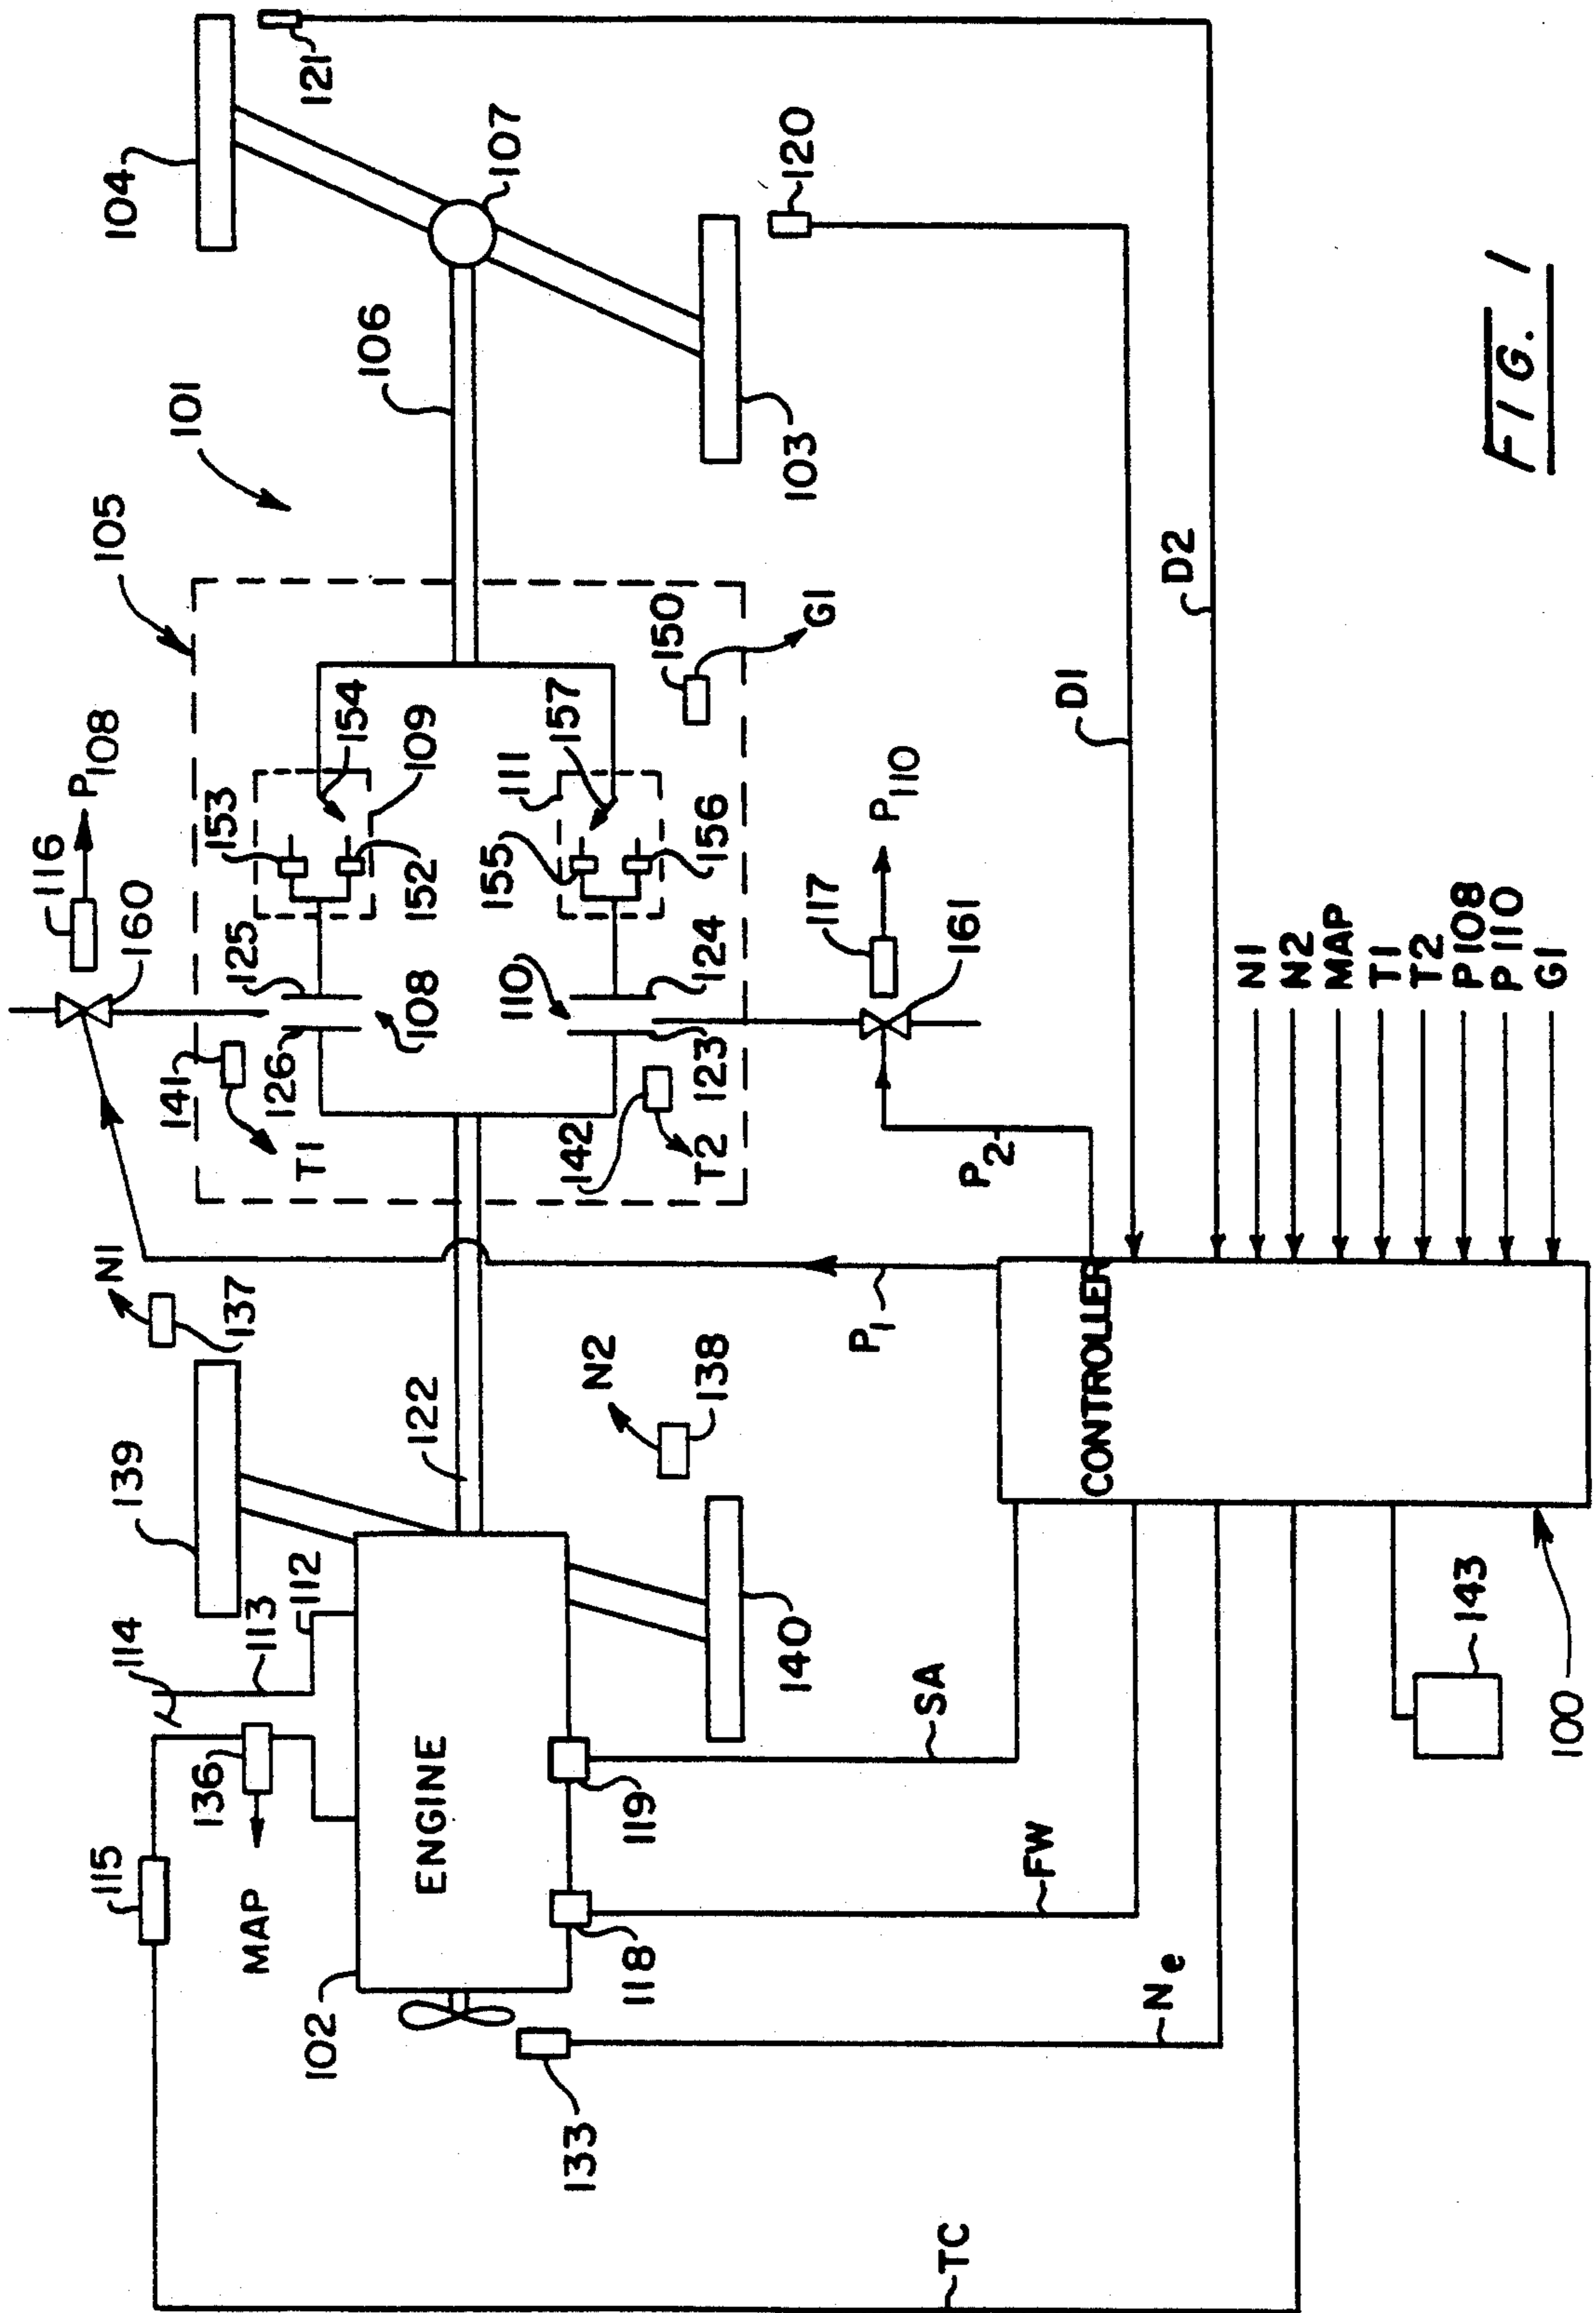 104
121
107
120
106
101
103
105
116
P108
160
153
154
109
152
125
108
126
141
T1
110
124
111
157
155
156
150
G1
117
P110
161
123
142
T2
P2
D1
D2
N1
137
139
122
N2
138
P1
114
113
112
136
MAP
115
102
ENGINE
140
119
118
133
SA
FW
Ne
TC
CONTROLLER
143
100
N1
N2
MAP
T1
T2
P108
P110
G1
FIG. 1